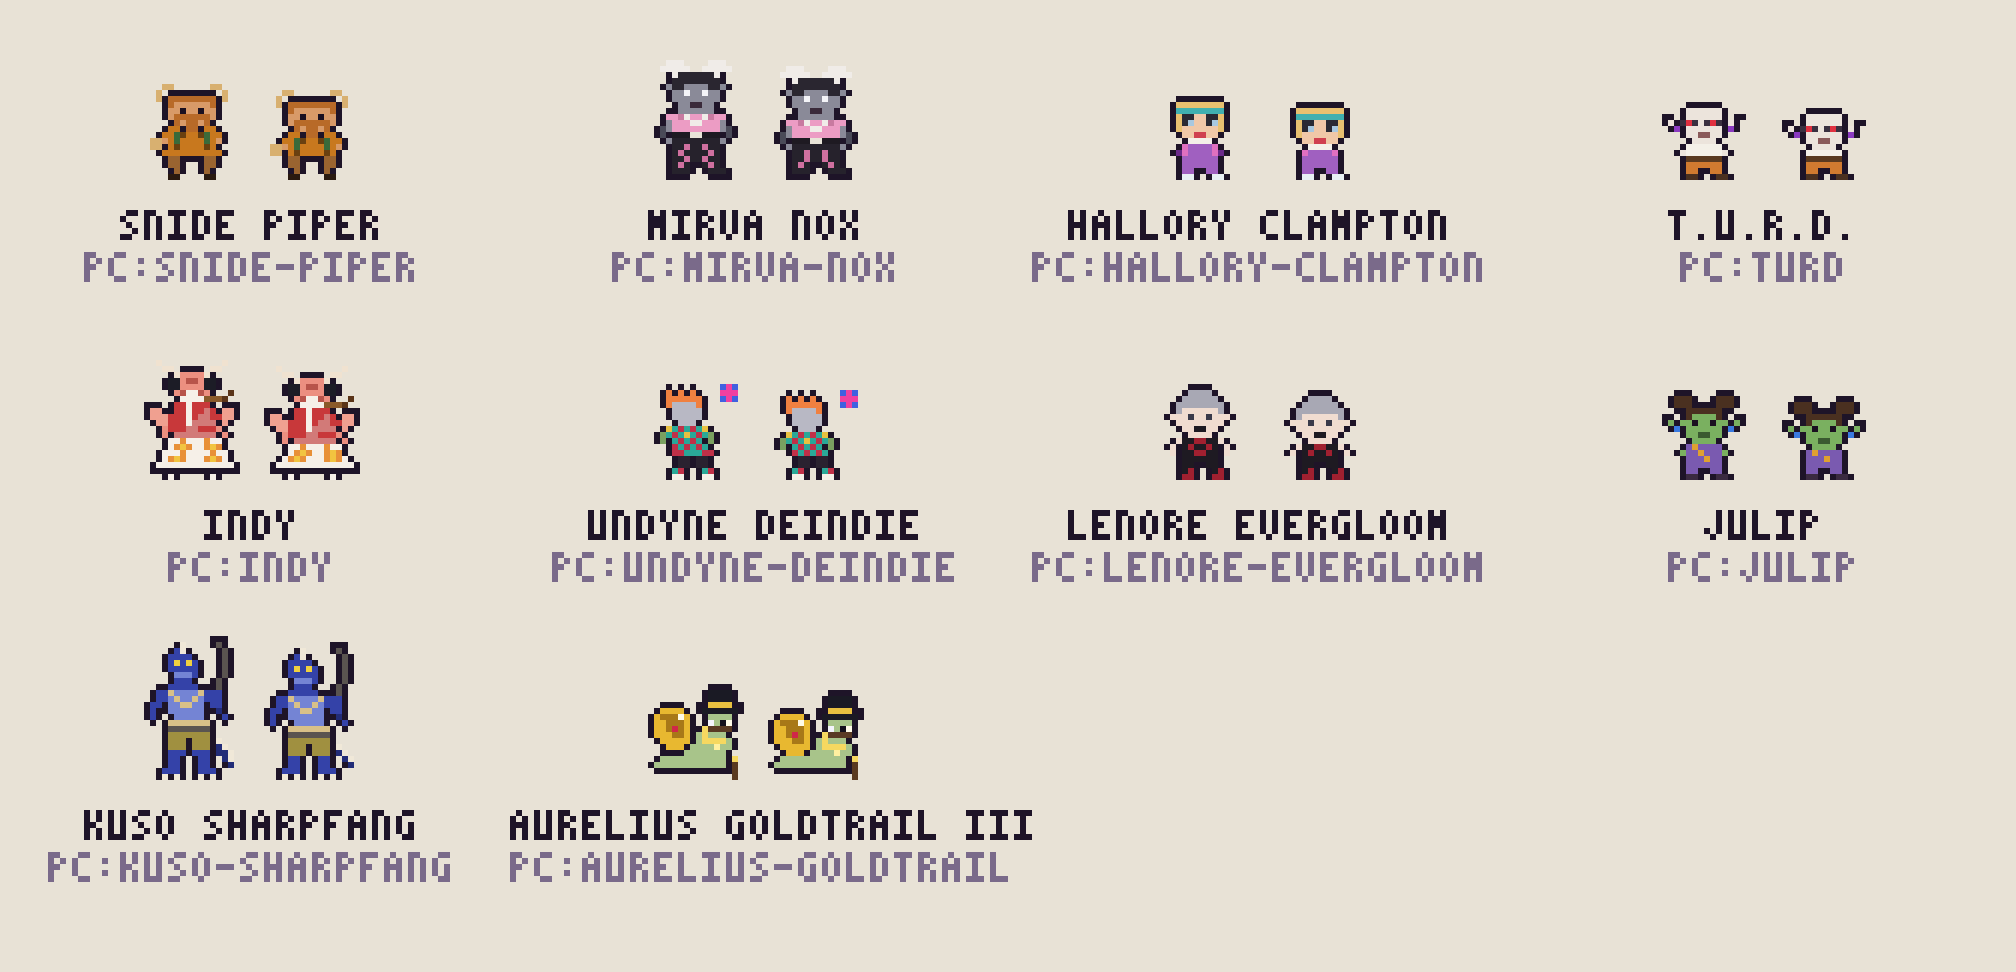 SNIDE PIPER
PC:SNIDE-PIPER
MIRVA NOX
PC:MIRVA-NOX
HALLORY CLAMPTON
PC:HALLORY-CLAMPTON
T.U.R.D.
PC:TURD
INDY
PC:INDY
UNDYNE DEINDIE
PC:UNDYNE-DEINDIE
LENORE EVERGLOOM
PC:LENORE-EVERGLOOM
JULIP
PC:JULIP
KUSO SHARPFANG
PC:KUSO-SHARPFANG
AURELIUS GOLDTRAIL III
PC:AURELIUS-GOLDTRAIL